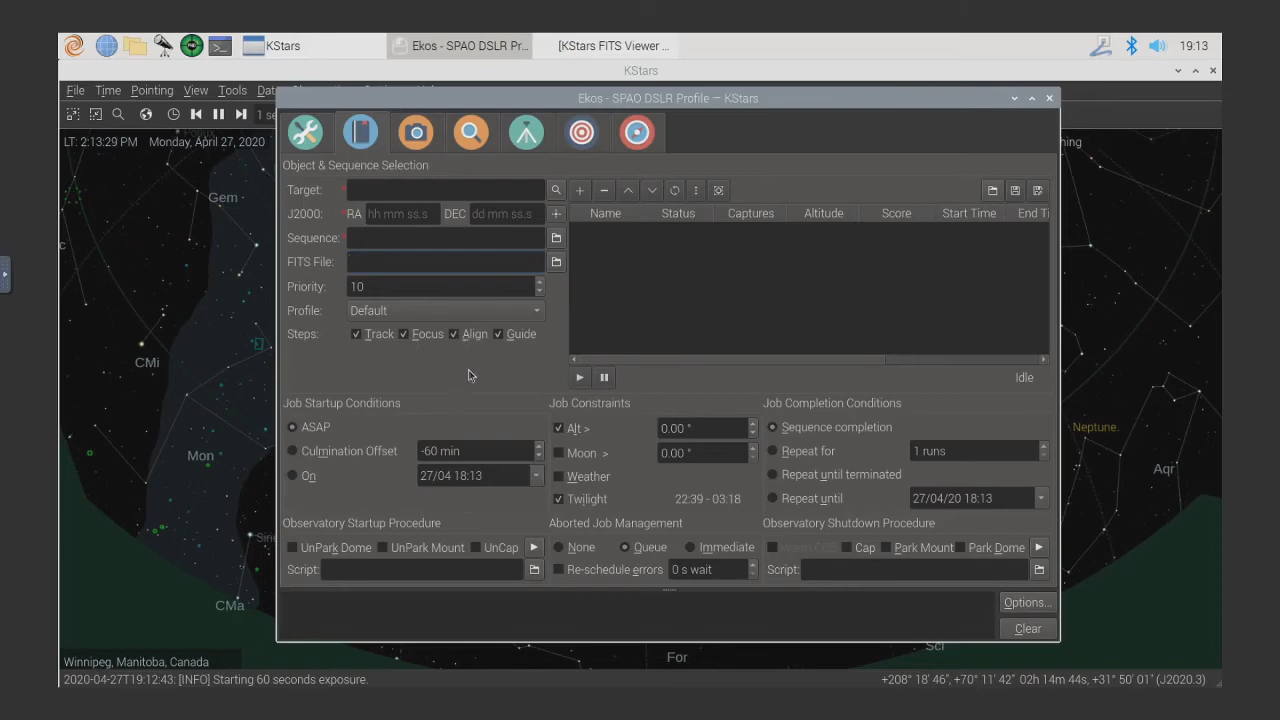 KStars
Ekos - SPAO DSLR Pr...
[KStars FITS Viewer ...
19:13
KStars
File Time Pointing View Tools
Ekos - SPAO DSLR Profile — KStars
LT: 2:13:29 PM Monday, April 27, 2020
Object & Sequence Selection
Target: *
J2000: * RA hh mm ss.s DEC dd mm ss.s
Name Status Captures Altitude Score Start Time End Ti
Sequence: *
FITS File:
Priority: 10
Profile: Default
Steps: Track Focus Align Guide
Idle
Job Startup Conditions
ASAP
Culmination Offset -60 min
On 27/04 18:13
Job Constraints
Alt > 0.00 °
Moon > 0.00 °
Weather
Twilight 22:39 - 03:18
Job Completion Conditions
Sequence completion
Repeat for 1 runs
Repeat until terminated
Repeat until 27/04/20 18:13
Observatory Startup Procedure
UnPark Dome UnPark Mount UnCap
Script:
Aborted Job Management
None Queue Immediate
Re-schedule errors 0 s wait
Observatory Shutdown Procedure
Cap Park Mount Park Dome
Script:
Options...
Clear
Gem
CMi
Mon
CMa
Neptune
Aqr
For
Scl
Winnipeg, Manitoba, Canada
2020-04-27T19:12:43: [INFO] Starting 60 seconds exposure.
+208° 18' 46", +70° 11' 42" 02h 14m 44s, +31° 50' 01" (J2020.3)